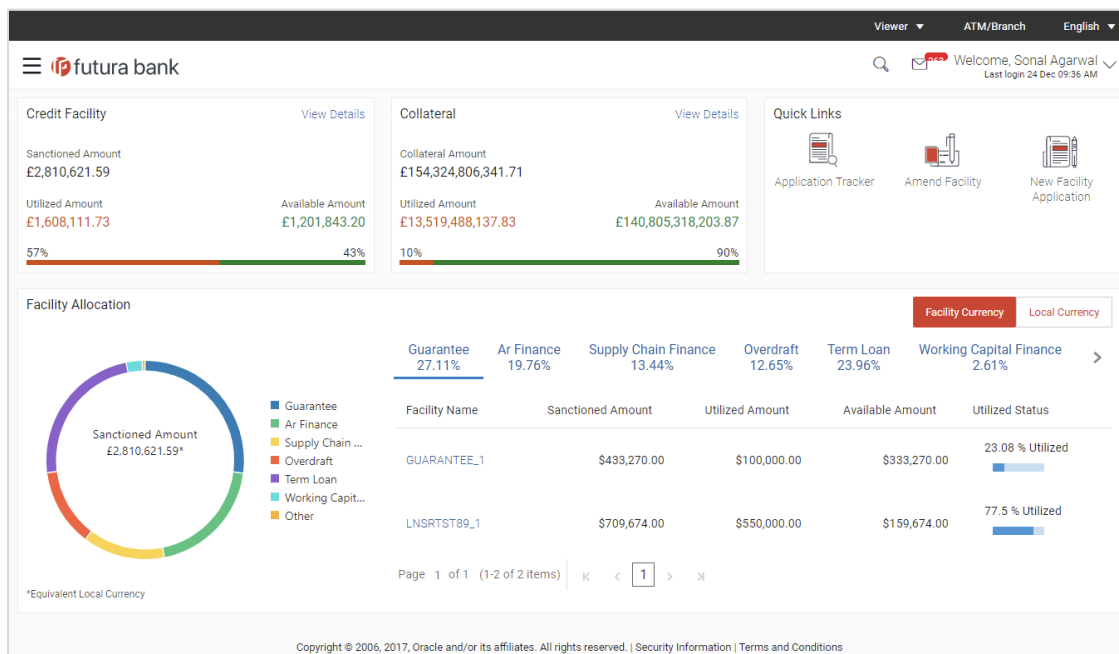 Viewer ATM/Branch English
futura bank
Welcome, Sonal Agarwal
Last login 24 Dec 09:36 AM
Credit Facility View Details
Sanctioned Amount
£2,810,621.59
Utilized Amount Available Amount
£1,608,111.73 £1,201,843.20
57% 43%
Collateral View Details
Collateral Amount
£154,324,806,341.71
Utilized Amount Available Amount
£13,519,488,137.83 £140,805,318,203.87
10% 90%
Quick Links
Application Tracker
Amend Facility
New Facility
Application
Facility Allocation
Facility Currency Local Currency
Sanctioned Amount
£2,810,621.59*
Guarantee
Ar Finance
Supply Chain ...
Overdraft
Term Loan
Working Capit...
Other
*Equivalent Local Currency
Guarantee Ar Finance Supply Chain Finance Overdraft Term Loan Working Capital Finance
27.11% 19.76% 13.44% 12.65% 23.96% 2.61%
Facility Name Sanctioned Amount Utilized Amount Available Amount Utilized Status
GUARANTEE_1 $433,270.00 $100,000.00 $333,270.00 23.08 % Utilized
LNSRTST89_1 $709,674.00 $550,000.00 $159,674.00 77.5 % Utilized
Page 1 of 1 (1-2 of 2 items) 1
Copyright © 2006, 2017, Oracle and/or its affiliates. All rights reserved. | Security Information | Terms and Conditions